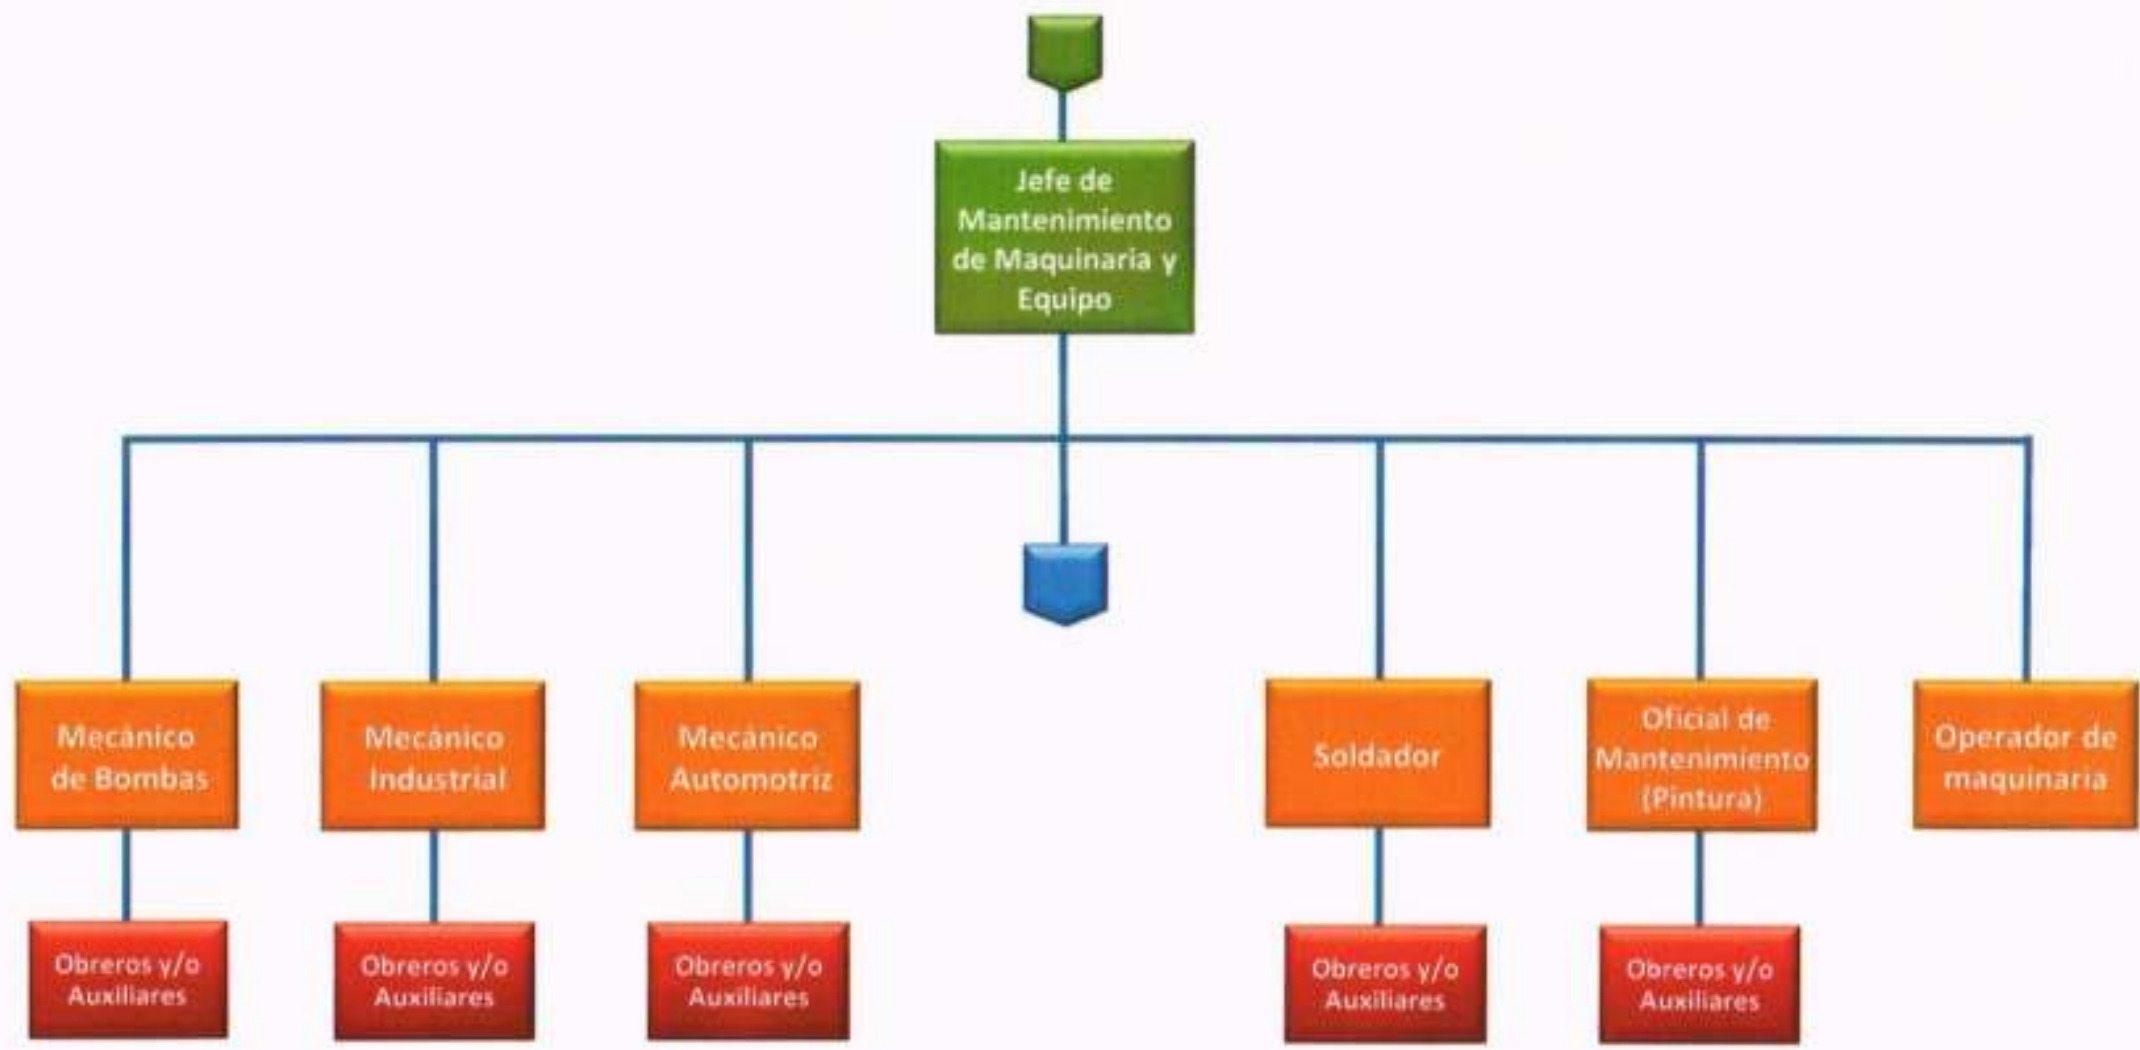 Jefe de
Mantenimiento
de Maquinaria y
Equipo
Mecánico
de Bombas
Mecánico
Industrial
Mecánico
Automotriz
Soldador
Oficial de
Mantenimiento
(Pintura)
Operador de
maquinaria
Obreros y/o
Auxiliares
Obreros y/o
Auxiliares
Obreros y/o
Auxiliares
Obreros y/o
Auxiliares
Obreros y/o
Auxiliares